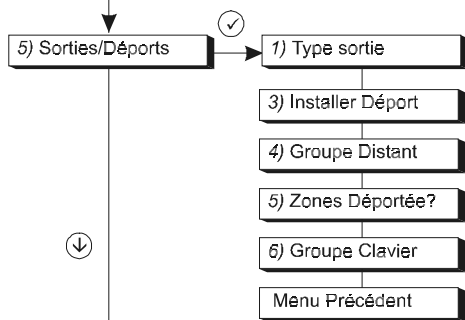 5) Sorties/Déports
1) Type sortie
3) Installer Déport
4) Groupe Distant
5) Zones Déportée?
6) Groupe Clavier
Menu Précédent